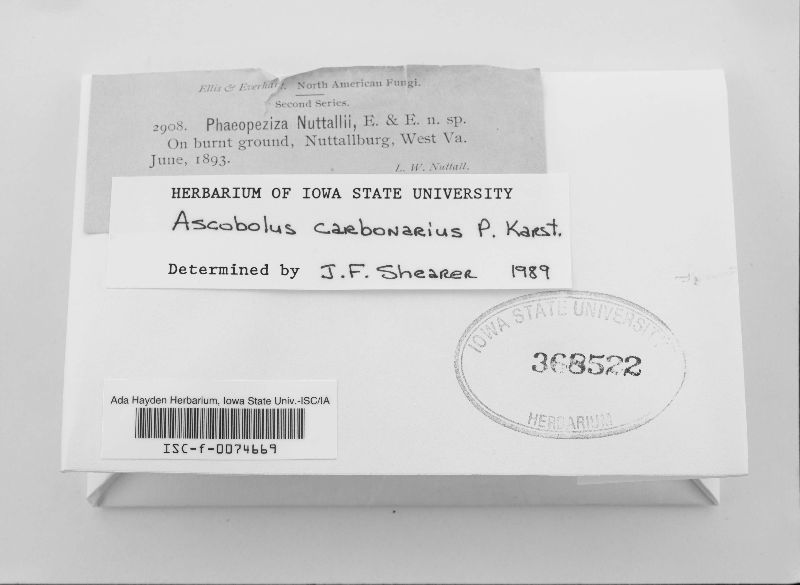 Ellis & Everhart. North American Fungi.
Second Series.
2908. Phaeopeziza Nuttallii, E. & E. n. sp.
On burnt ground, Nuttallburg, West Va.
June, 1893.
L. W. Nuttall.
HERBARIUM OF IOWA STATE UNIVERSITY
Ascobolus carbonarius P. Karst.
Determined by J.F. Shearer 1989
IOWA STATE UNIVERSITY
368522
HERBARIUM
Ada Hayden Herbarium, Iowa State Univ.-ISC/IA
ISC-f-0074669